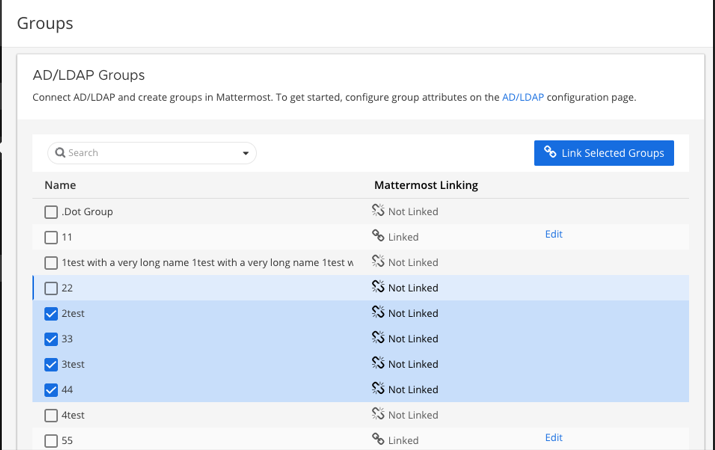 Groups
AD/LDAP Groups
Connect AD/LDAP and create groups in Mattermost. To get started, configure group attributes on the AD/LDAP configuration page.
Search
Link Selected Groups
Name Mattermost Linking
.Dot Group Not Linked
11 Linked Edit
1test with a very long name 1test with a very long name 1test w Not Linked
22 Not Linked
2test Not Linked
33 Not Linked
3test Not Linked
44 Not Linked
4test Not Linked
55 Linked Edit